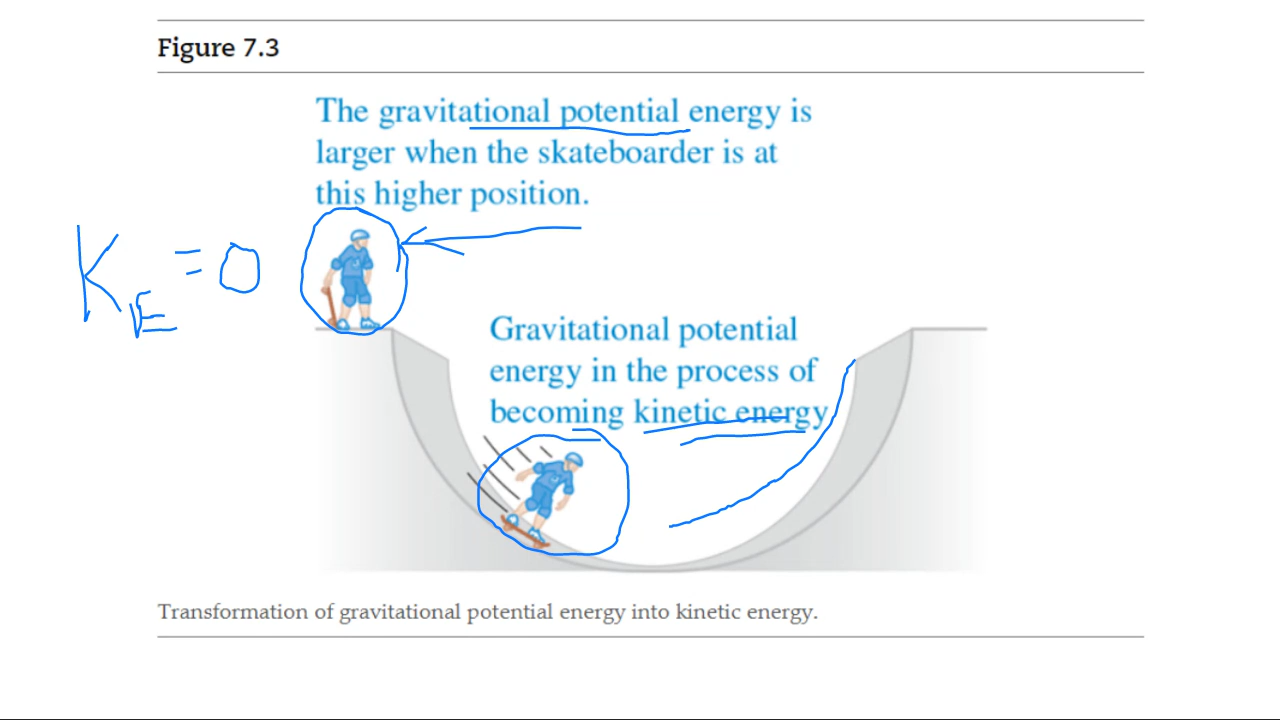 Figure 7.3
The gravitational potential energy is
larger when the skateboarder is at
this higher position.
K_E = 0
Gravitational potential
energy in the process of
becoming kinetic energy
Transformation of gravitational potential energy into kinetic energy.